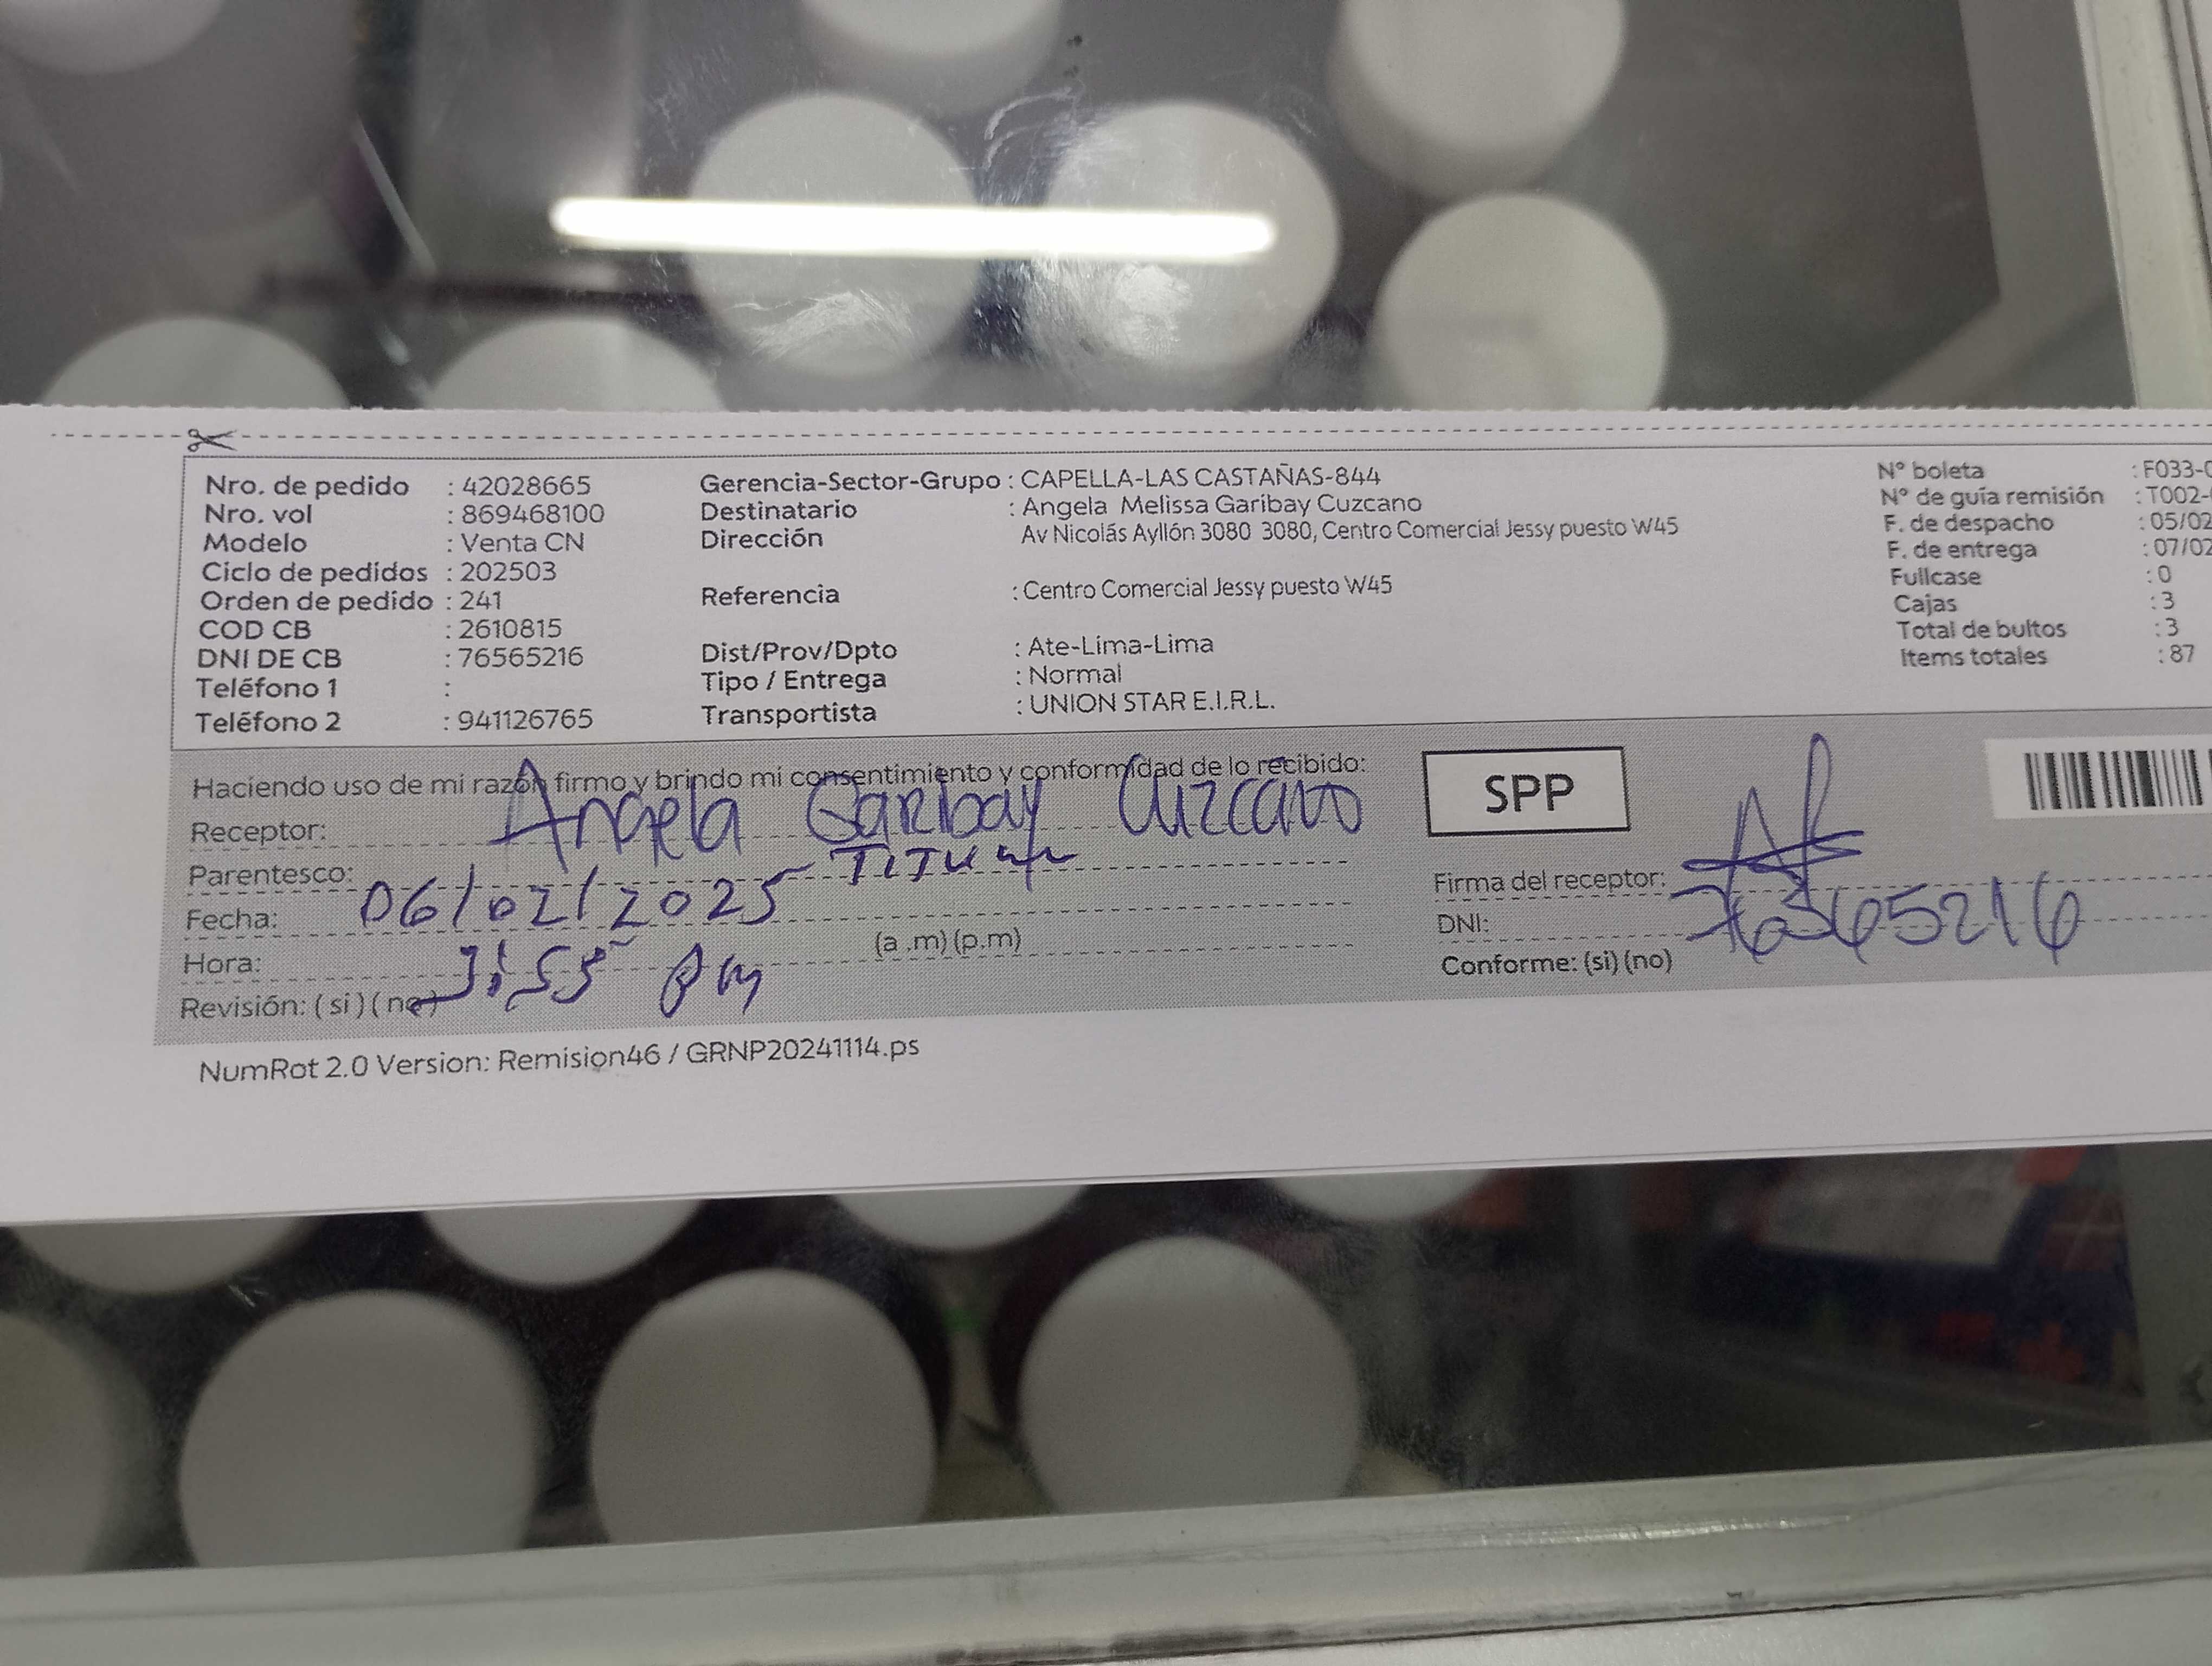 Nro. de pedido : 42028665
Nro. vol : 869468100
Modelo : Venta CN
Ciclo de pedidos : 202503
Orden de pedido : 241
COD CB : 2610815
DNI DE CB : 76565216
Teléfono 1 :
Teléfono 2 : 941126765
Gerencia-Sector-Grupo : CAPELLA-LAS CASTAÑAS-844
Destinatario : Angela Melissa Garibay Cuzcano
Dirección Av Nicolás Ayllón 3080 3080, Centro Comercial Jessy puesto W45
Referencia : Centro Comercial Jessy puesto W45
Dist/Prov/Dpto : Ate-Lima-Lima
Tipo / Entrega : Normal
Transportista : UNION STAR E.I.R.L.
N° boleta : F033-
N° de guía remisión : T002-
F. de despacho : 05/02
F. de entrega : 07/02
Fullcase : 0
Cajas : 3
Total de bultos : 3
Items totales : 87
Haciendo uso de mi razón firmo y brindo mi consentimiento y conformidad de lo recibido:
Receptor: Angela Garibay Cuzcano
Parentesco:
Fecha: 06/02/2025
Hora: 3:55 pm (a .m) (p.m)
Revisión: ( si ) ( no )
SPP
Firma del receptor:
DNI:
Conforme: (si) (no)
NumRot 2.0 Version: Remision46 / GRNP20241114.ps